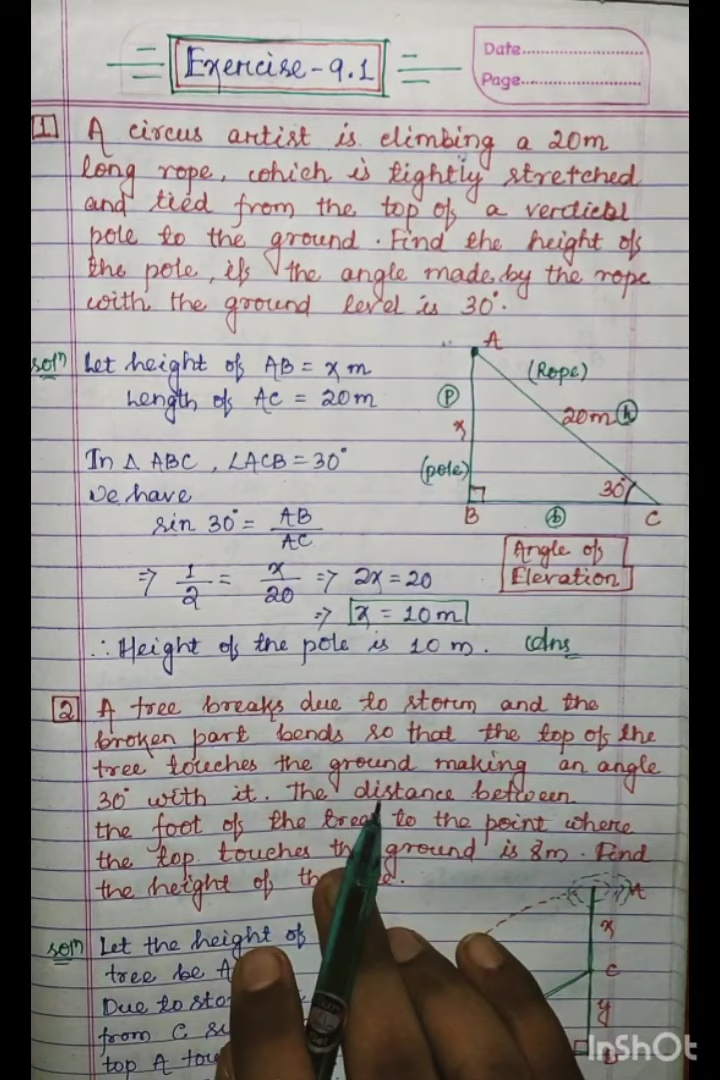 Exercise-9.1
Date..........................
Page..........................
1 A circus artist is climbing a 20m
long rope, which is tightly stretched
and tied from the top of a verdical
pole to the ground. Find the height of
the pole, if the angle made by the rope
with the ground level is 30°.
Solⁿ Let height of AB = x m
Length of AC = 20m
In △ ABC, ∠ACB = 30°
We have
sin 30° = AB/AC
⇒ 1/2 = x/20 ⇒ 2x = 20
⇒ x = 10 m
∴ Height of the pole is 10 m. Ans
A
(Rope)
P
20m h
x
(pole)
30°
B b C
Angle of
Elevation
2 A tree breaks due to storm and the
broken part bends so that the top of the
tree touches the ground making an angle
30° with it. The distance between
the foot of the tree to the point where
the top touches the ground is 8m. Find
the height of the
Solⁿ Let the height of
tree be
Due to
from C
top A
A
x
C
y
InShOt